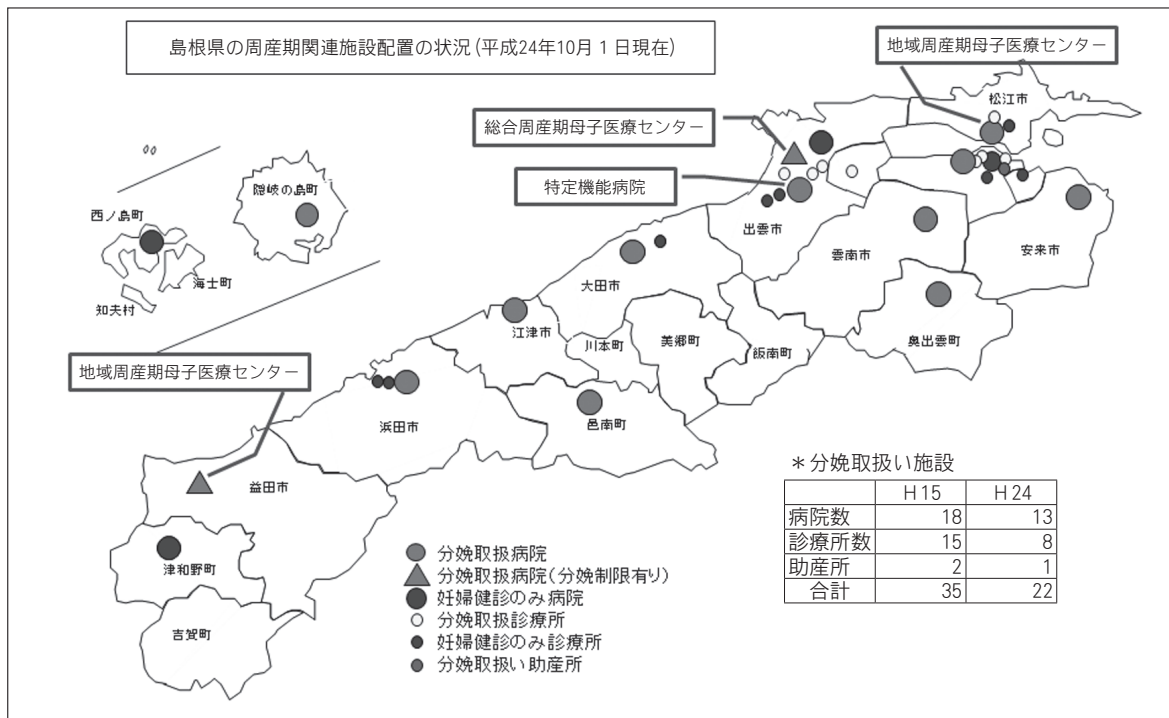 島根県の周産期関連施設配置の状況(平成24年10月1日現在)
地域周産期母子医療センター
松江市
総合周産期母子医療センター
特定機能病院
隠岐の島町
西ノ島町
海士町
知夫村
出雲市
雲南市
安来市
大田市
奥出雲町
江津市
川本町
美郷町
飯南町
地域周産期母子医療センター
浜田市
邑南町
益田市
津和野町
吉賀町
分娩取扱病院
分娩取扱病院(分娩制限有り)
妊婦健診のみ病院
分娩取扱診療所
妊婦健診のみ診療所
分娩取扱い助産所
*分娩取扱い施設
H15 H24
病院数 18 13
診療所数 15 8
助産所 2 1
合計 35 22